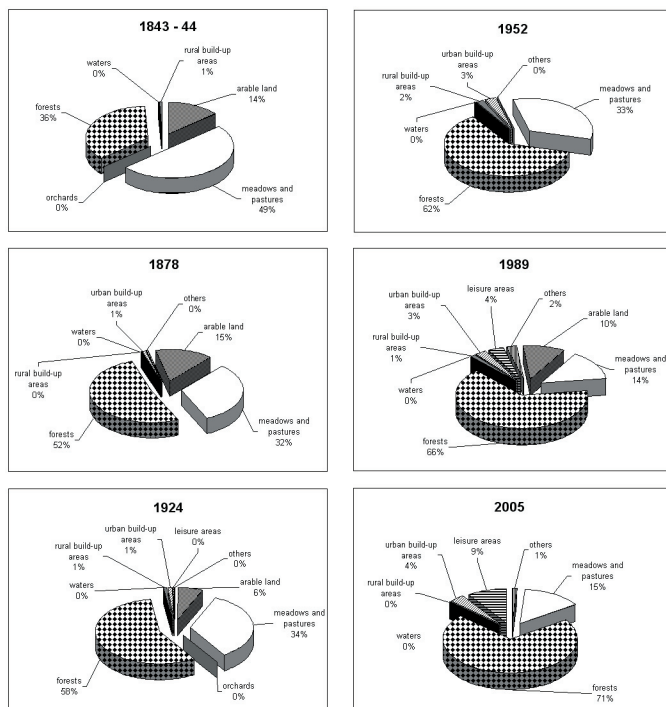 1843 - 44
rural build-up
areas
1%
waters
0%
arable land
14%
forests
36%
orchards
0%
meadows and
pastures
49%
1952
urban build-up
areas
3%
others
0%
rural build-up
areas
2%
meadows and
pastures
33%
waters
0%
forests
62%
1878
urban build-up
areas
1%
others
0%
waters
0%
arable land
15%
rural build-up
areas
0%
forests
52%
meadows and
pastures
32%
1989
leisure areas
4%
urban build-up
areas
3%
others
2%
arable land
10%
rural build-up
areas
1%
meadows and
pastures
14%
waters
0%
forests
66%
1924
urban build-up
areas
1%
leisure areas
0%
rural build-up
areas
1%
others
0%
waters
0%
arable land
6%
meadows and
pastures
34%
forests
58%
orchards
0%
2005
leisure areas
9%
urban build-up
areas
4%
others
1%
meadows and
pastures
15%
rural build-up
areas
0%
waters
0%
forests
71%